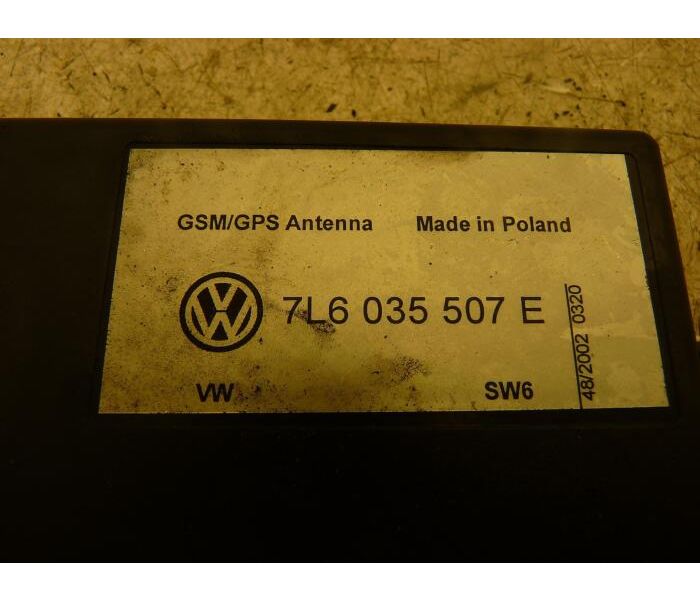 GSM/GPS Antenna Made in Poland
7L6 035 507 E
VW SW6
48/2002 0320